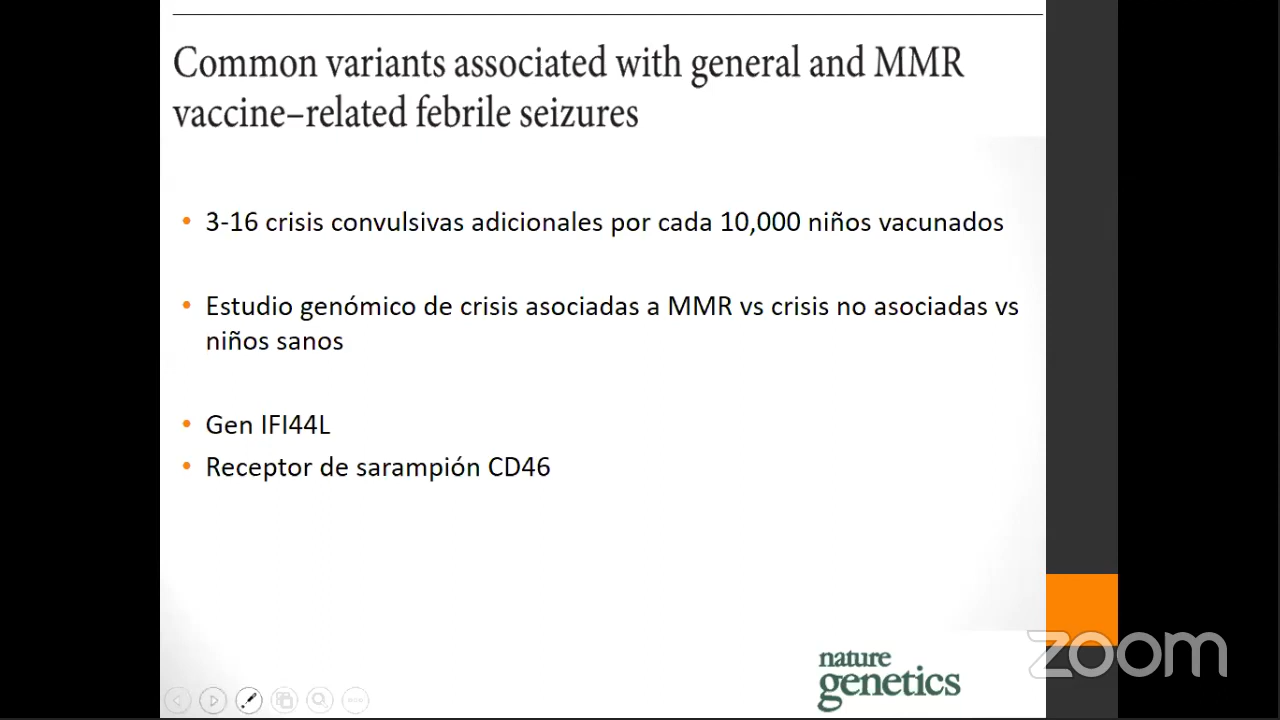 Common variants associated with general and MMR
vaccine–related febrile seizures
• 3-16 crisis convulsivas adicionales por cada 10,000 niños vacunados
• Estudio genómico de crisis asociadas a MMR vs crisis no asociadas vs
niños sanos
• Gen IFI44L
• Receptor de sarampión CD46
nature
genetics
zoom